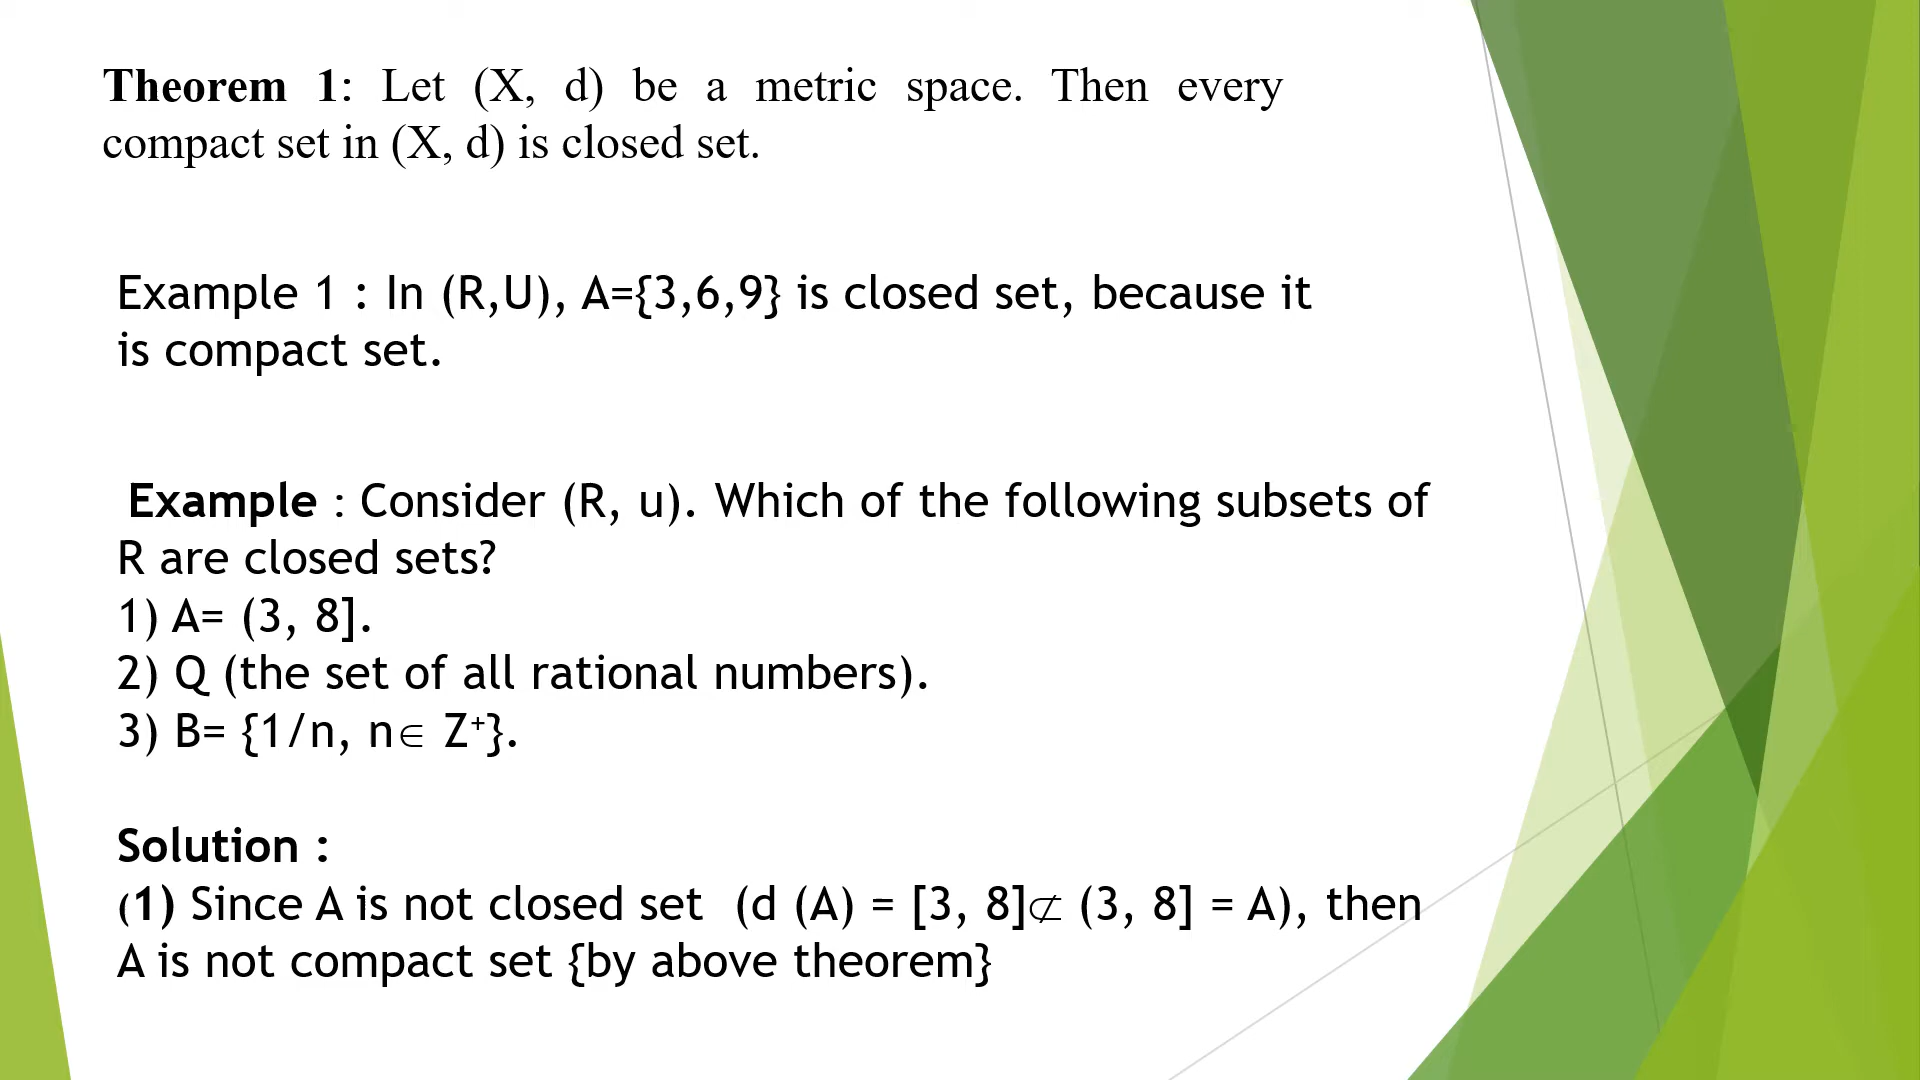 Theorem 1: Let (X, d) be a metric space. Then every
compact set in (X, d) is closed set.
Example 1 : In (R,U), A={3,6,9} is closed set, because it
is compact set.
Example : Consider (R, u). Which of the following subsets of
R are closed sets?
1) A= (3, 8].
2) Q (the set of all rational numbers).
3) B= {1/n, n∈ Z⁺}.
Solution :
(1) Since A is not closed set (d (A) = [3, 8]⊄ (3, 8] = A), then
A is not compact set {by above theorem}